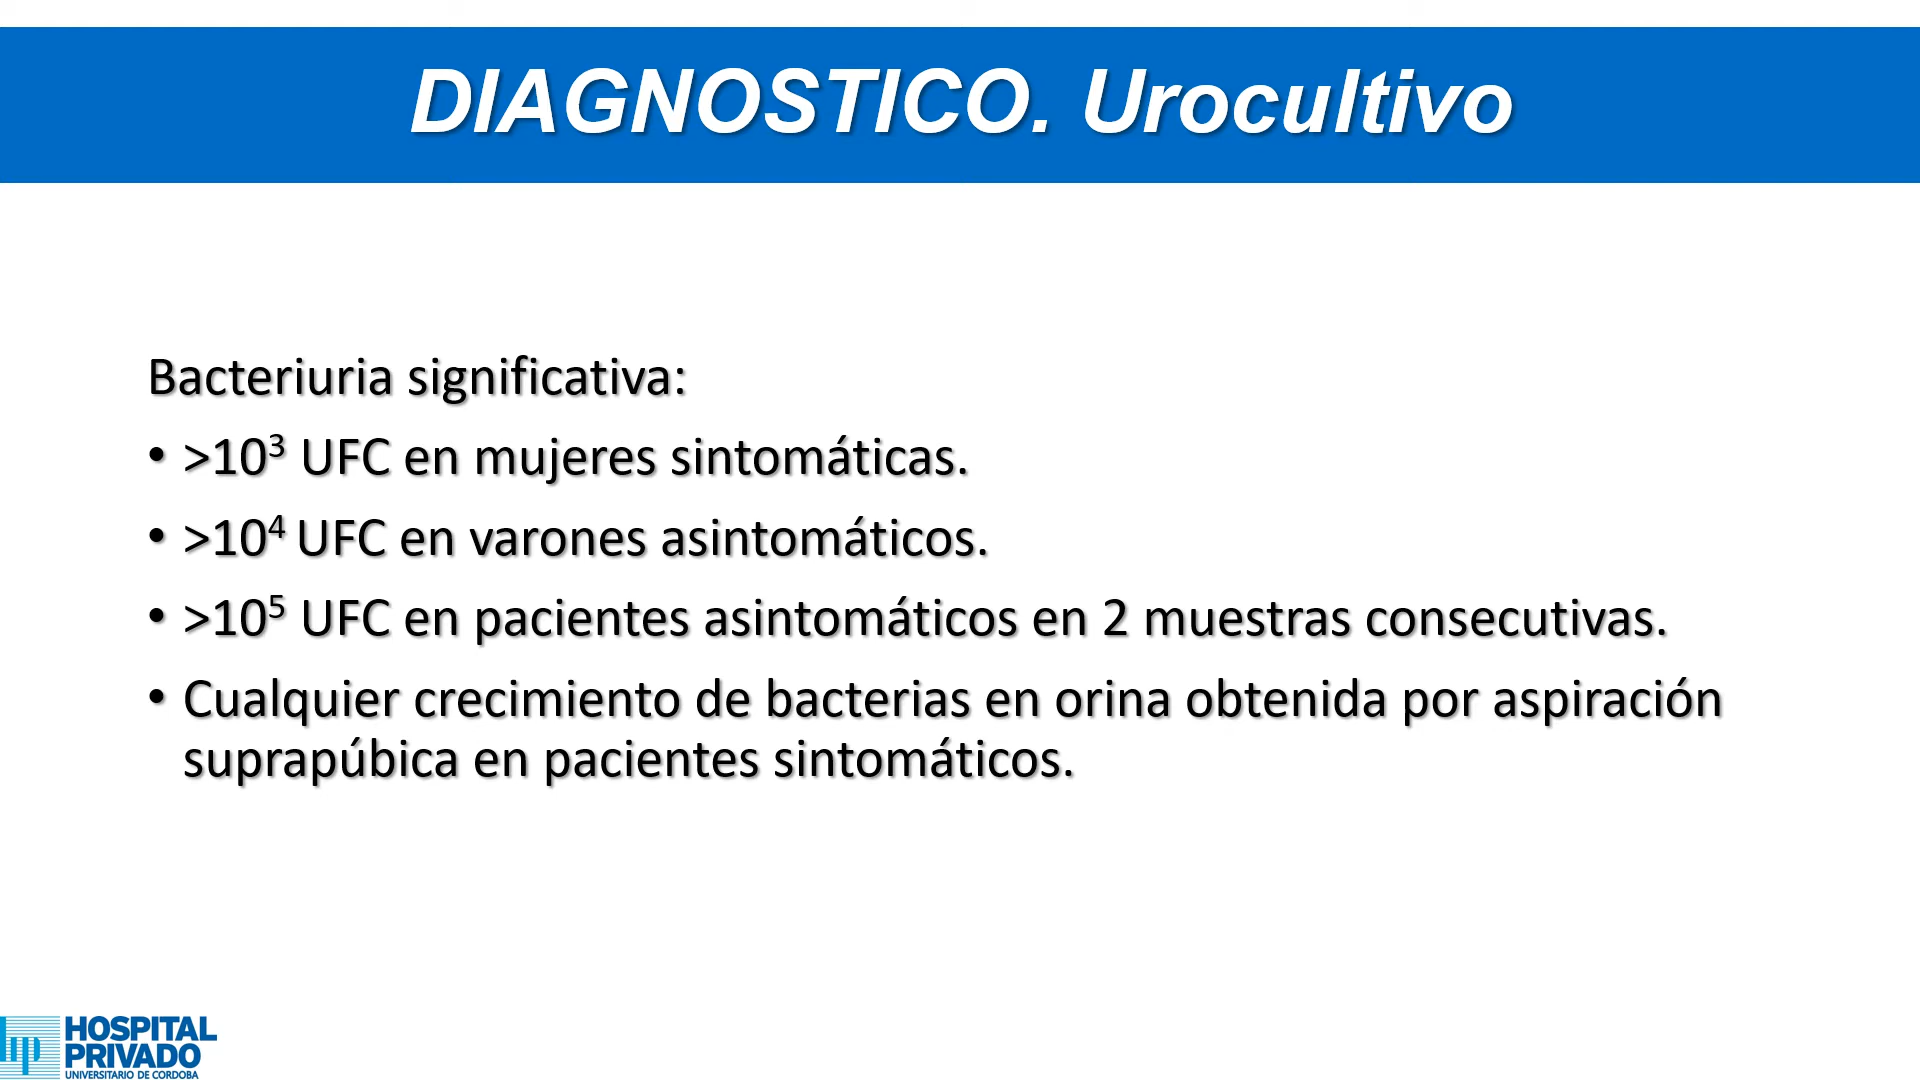 DIAGNOSTICO. Urocultivo
Bacteriuria significativa:
• >10³ UFC en mujeres sintomáticas.
• >10⁴ UFC en varones asintomáticos.
• >10⁵ UFC en pacientes asintomáticos en 2 muestras consecutivas.
• Cualquier crecimiento de bacterias en orina obtenida por aspiración
suprapúbica en pacientes sintomáticos.
hp
HOSPITAL
PRIVADO
UNIVERSITARIO DE CORDOBA